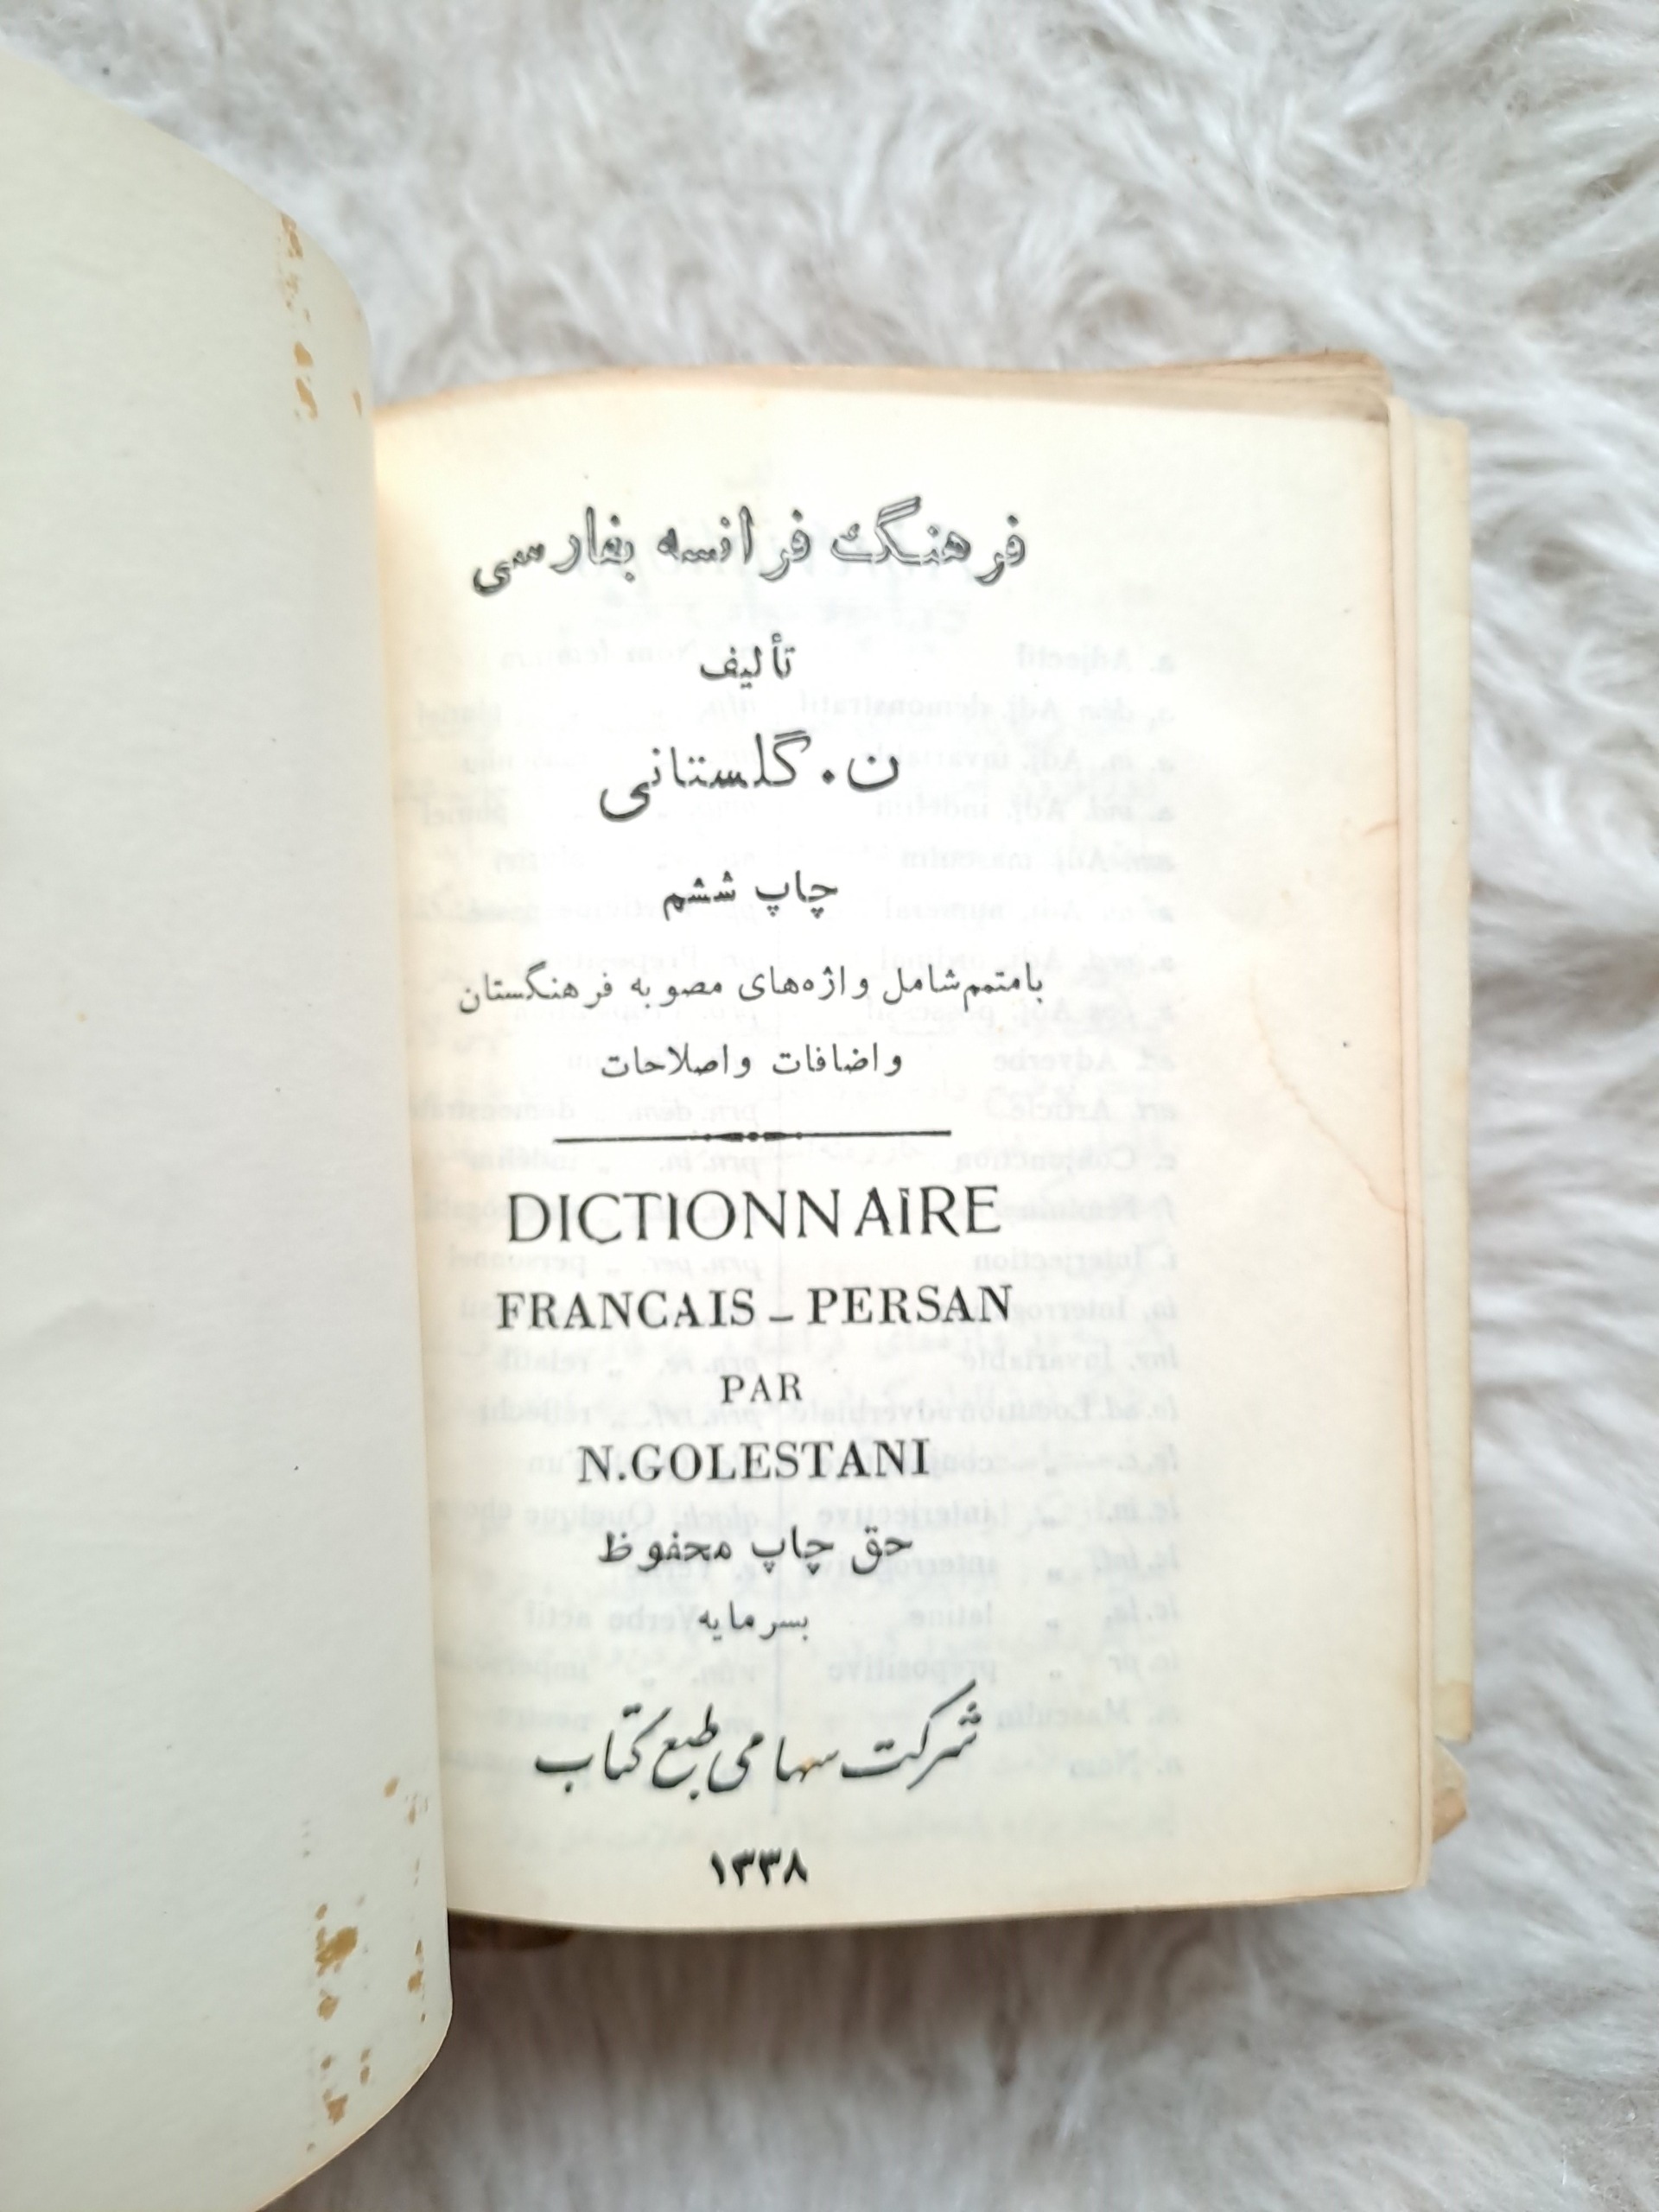 فرهنگ فرانسه بفارسی
تألیف
ن. گلستانی
چاپ ششم
بامتمم شامل واژه‌های مصوبه فرهنگستان
واضافات واصلاحات
DICTIONNAIRE
FRANCAIS - PERSAN
PAR
N.GOLESTANI
حق چاپ محفوظ
بسرمایه
شرکت سهامی طبع کتاب
۱۳۳۸